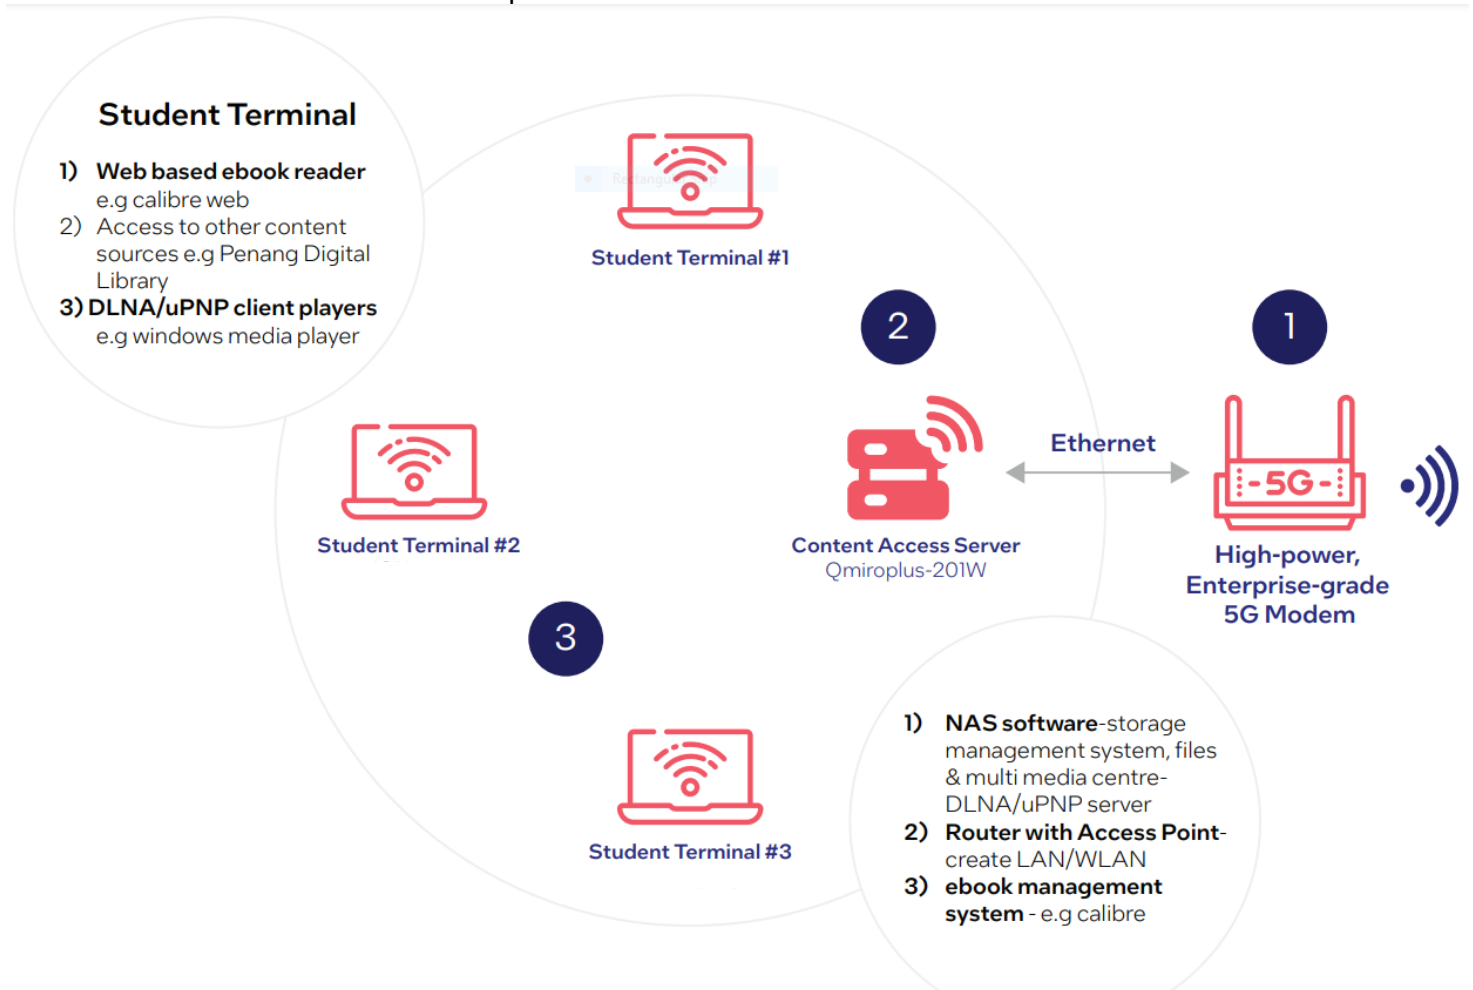 Student Terminal
1) Web based ebook reader
e.g calibre web
2) Access to other content
sources e.g Penang Digital
Library
3) DLNA/uPNP client players
e.g windows media player
Student Terminal #1
2
1
Ethernet
-5G-
Student Terminal #2
Content Access Server
Qmiroplus-201W
High-power,
Enterprise-grade
5G Modem
3
Student Terminal #3
1) NAS software-storage
management system, files
& multi media centre-
DLNA/uPNP server
2) Router with Access Point-
create LAN/WLAN
3) ebook management
system - e.g calibre